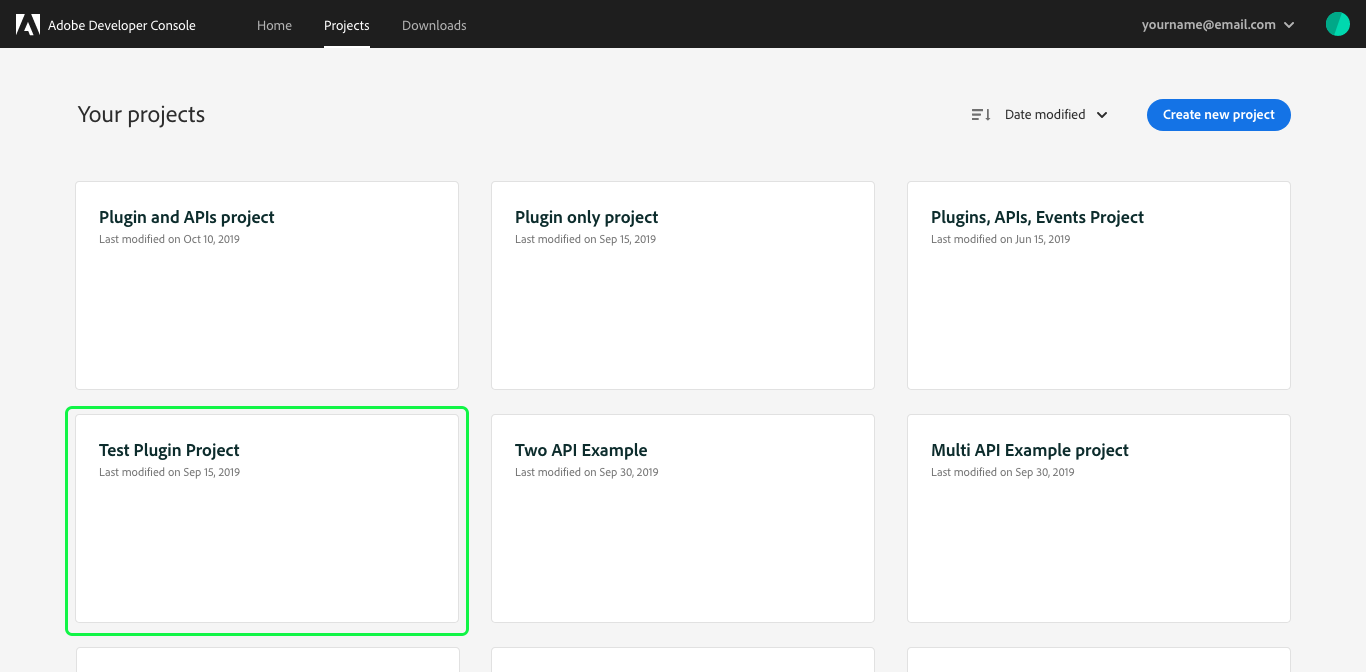 Adobe Developer Console
Home
Projects
Downloads
yourname@email.com
Your projects
Date modified
Create new project
Plugin and APIs project
Last modified on Oct 10, 2019
Plugin only project
Last modified on Sep 15, 2019
Plugins, APIs, Events Project
Last modified on Jun 15, 2019
Test Plugin Project
Last modified on Sep 15, 2019
Two API Example
Last modified on Sep 30, 2019
Multi API Example project
Last modified on Sep 30, 2019